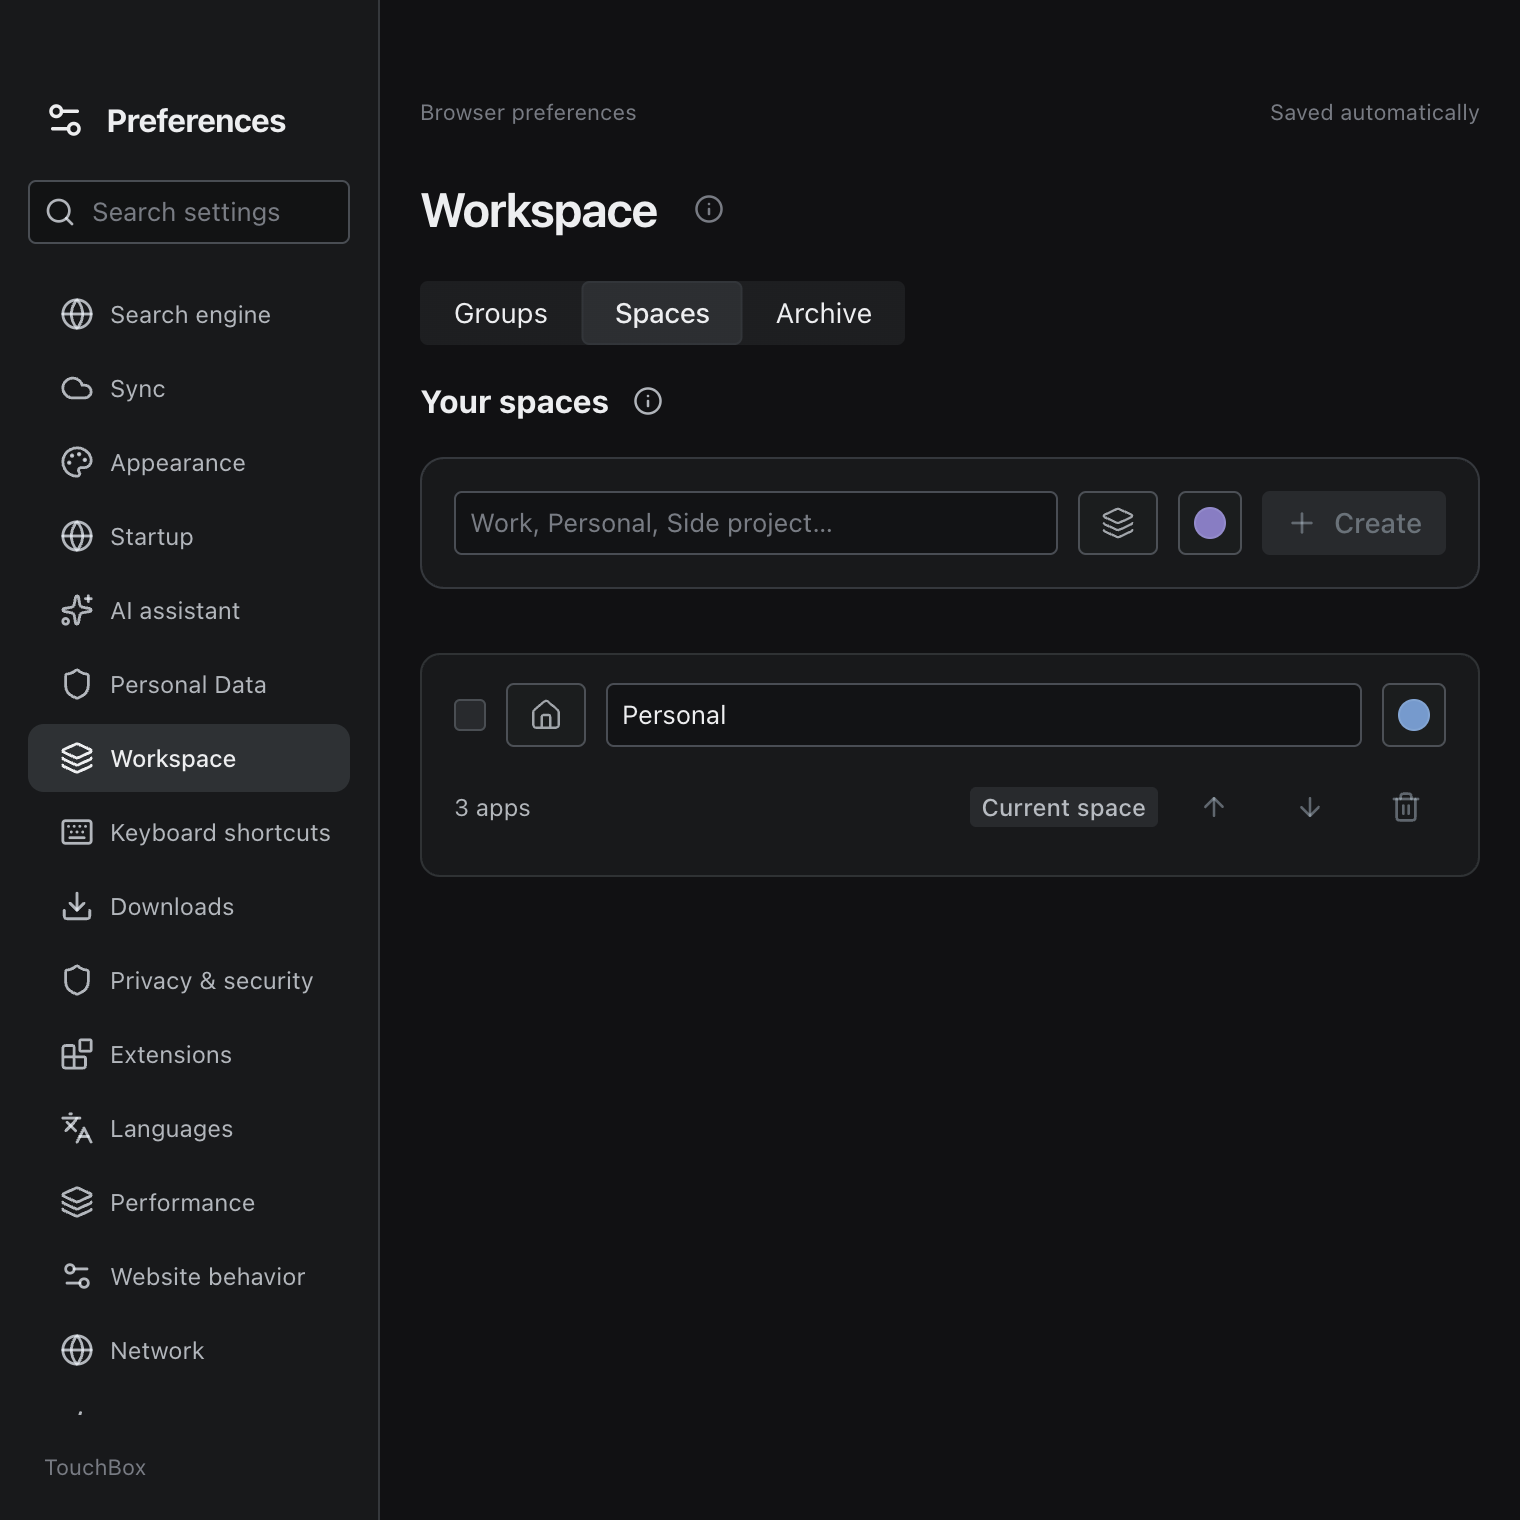 Preferences
Search settings
Search engine
Sync
Appearance
Startup
AI assistant
Personal Data
Workspace
Keyboard shortcuts
Downloads
Privacy & security
Extensions
Languages
Performance
Website behavior
Network
TouchBox
Browser preferences
Saved automatically
Workspace
Groups Spaces Archive
Your spaces
Work, Personal, Side project...
Create
Personal
3 apps
Current space